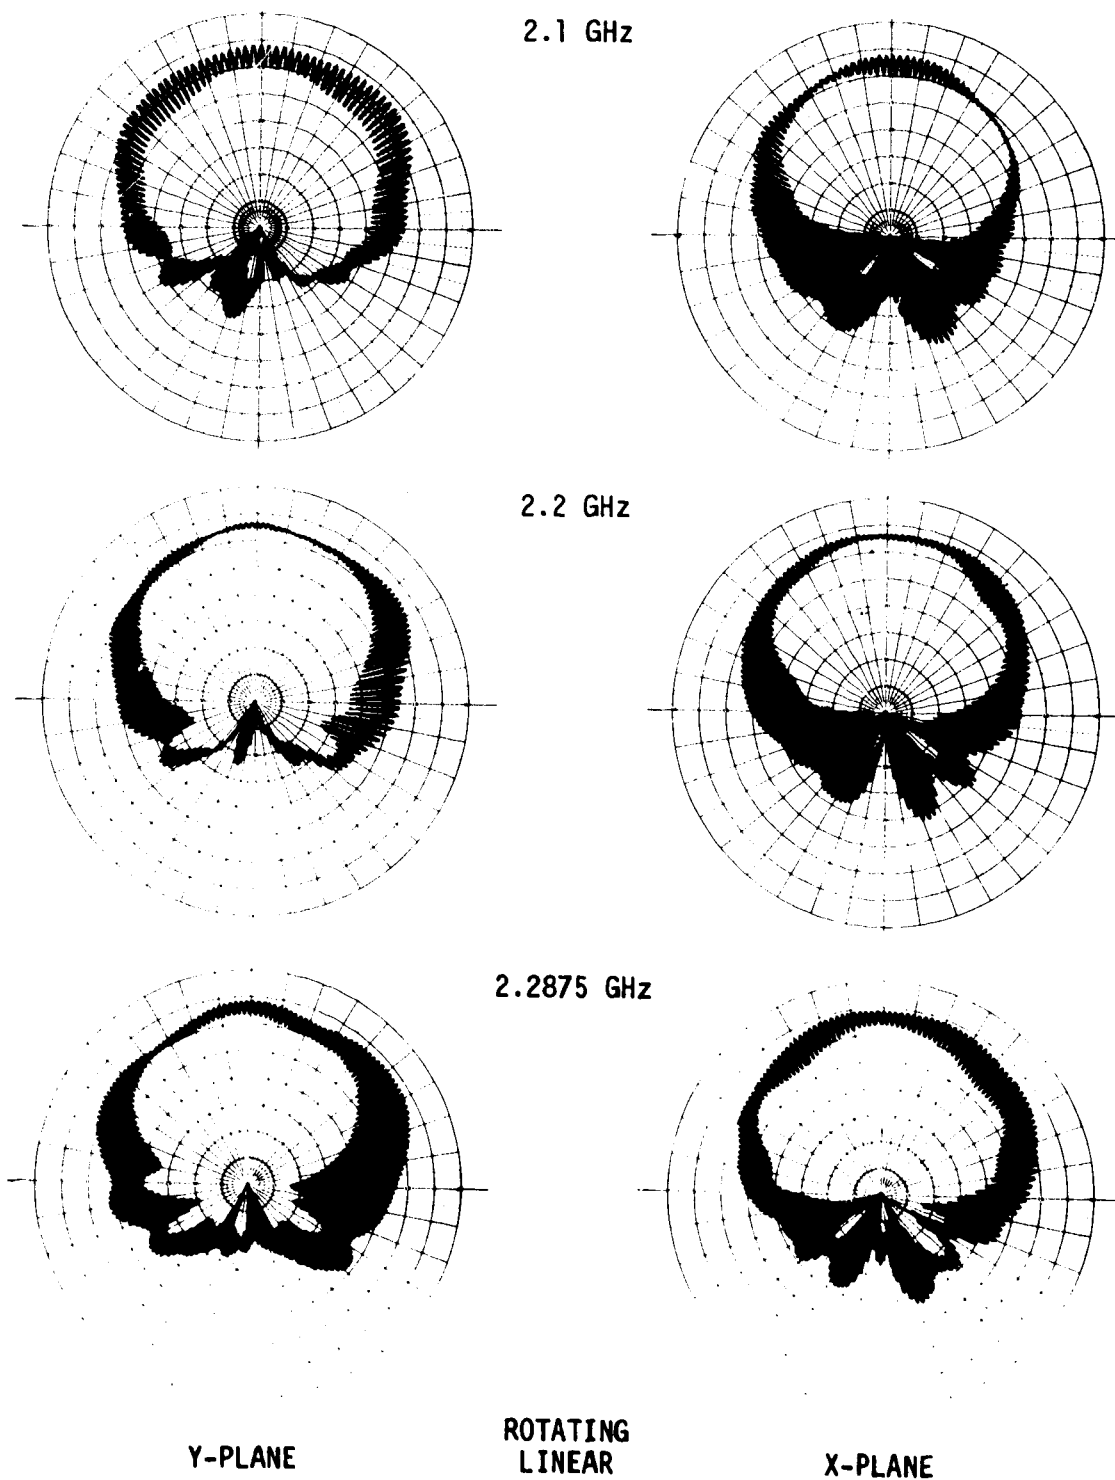 2.1 GHz
2.2 GHz
2.2875 GHz
Y-PLANE
ROTATING
LINEAR
X-PLANE